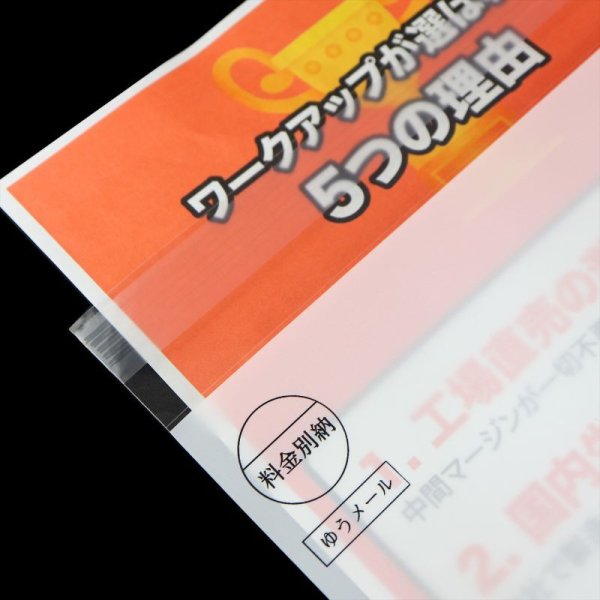 ワークアップが選ば
5つの理由
1. 工場直売の
中間マージンが一切不
2. 国内
料金別納
ゆうメール